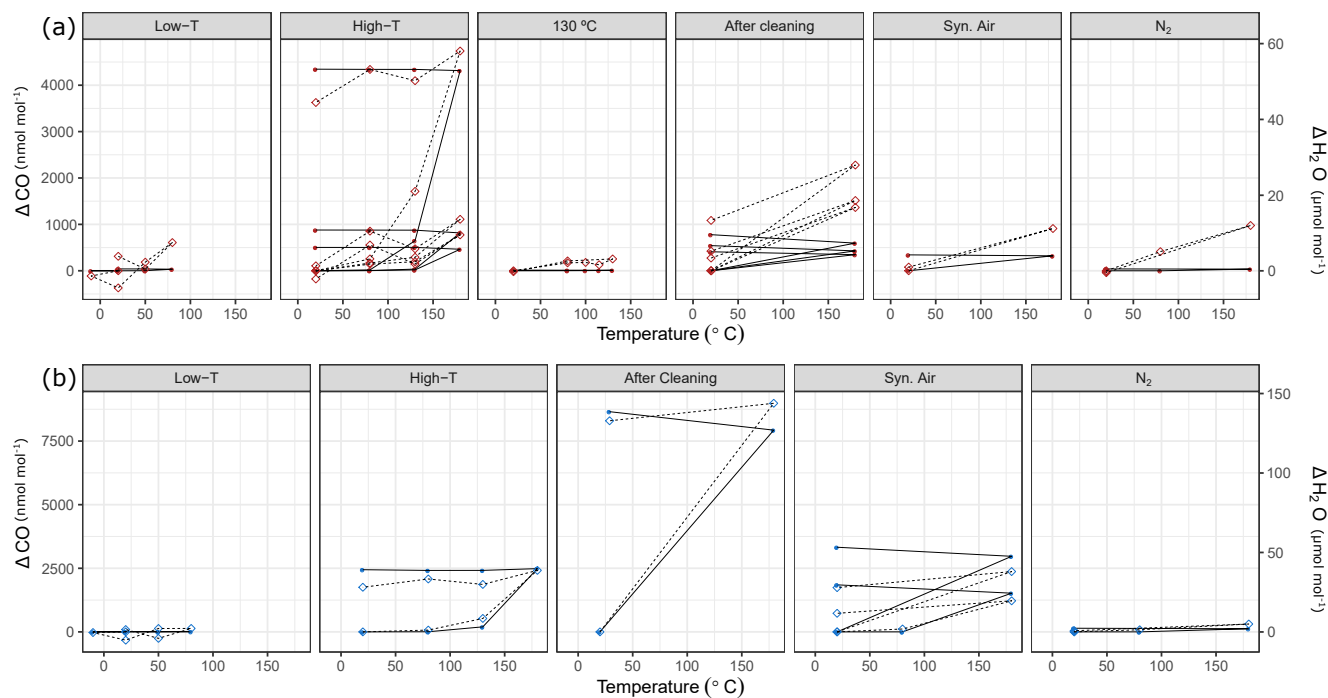 (a)
Low−T High−T 130 ºC After cleaning Syn. Air N₂
4000
3000
2000
1000
0
Δ CO (nmol mol⁻¹)
60
40
20
0
Δ H₂ O (μmol mol⁻¹)
0 50 100 150 0 50 100 150 0 50 100 150 0 50 100 150 0 50 100 150 0 50 100 150
Temperature (° C)
(b)
Low−T High−T After Cleaning Syn. Air N₂
7500
5000
2500
0
Δ CO (nmol mol⁻¹)
150
100
50
0
Δ H₂ O (μmol mol⁻¹)
0 50 100 150 0 50 100 150 0 50 100 150 0 50 100 150 0 50 100 150
Temperature (° C)